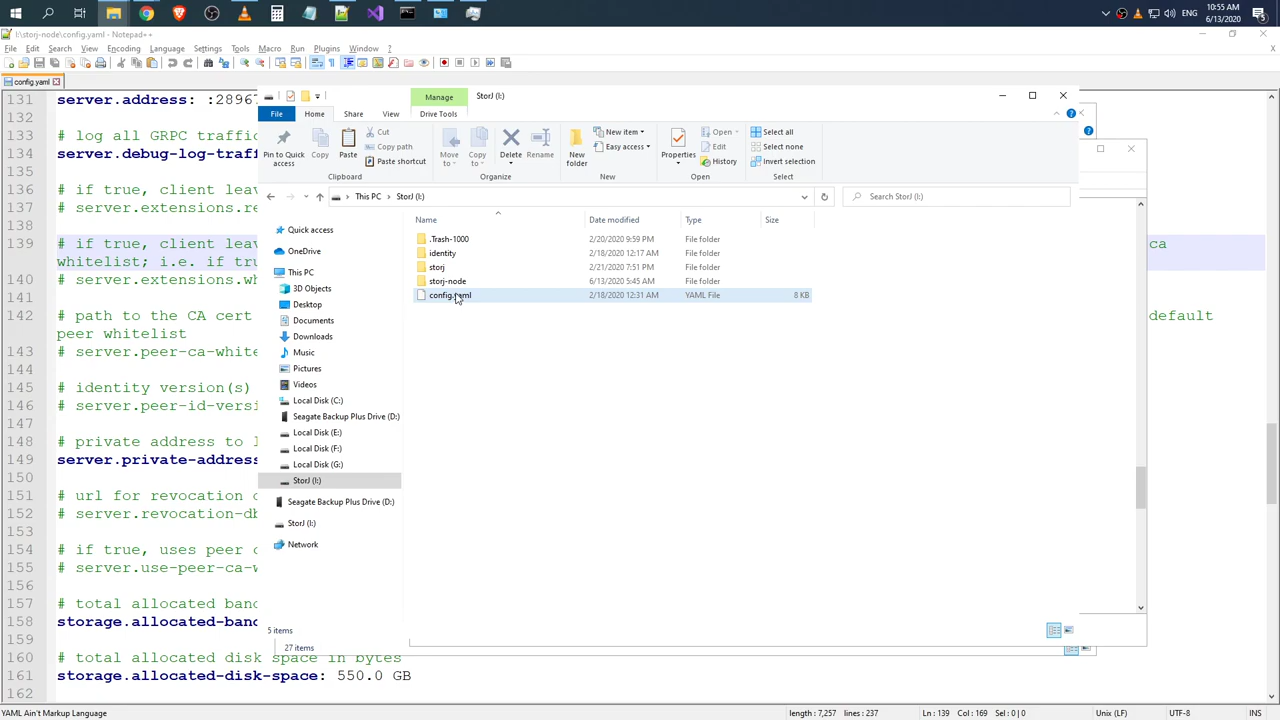 10:55 AM
ENG
6/13/2020
I:\storj-node\config.yaml - Notepad++
File Edit Search View Encoding Language Settings Tools Macro Run Plugins Window ?
config.yaml
131 server.address: :2896
132
133 # log all GRPC traffic
134 server.debug-log-traff
135
136 # if true, client leav
137 # server.extensions.re
138
139 # if true, client leav
ca
whitelist; i.e. if tru
140 # server.extensions.wh
141
142 # path to the CA cert
default
peer whitelist
143 # server.peer-ca-white
144
145 # identity version(s)
146 # server.peer-id-versi
147
148 # private address to l
149 server.private-address
150
151 # url for revocation d
152 # server.revocation-db
153
154 # if true, uses peer c
155 # server.use-peer-ca-w
156
157 # total allocated band
158 storage.allocated-band
159
160 # total allocated disk space in bytes
161 storage.allocated-disk-space: 550.0 GB
162
Manage
StorJ (I:)
File Home Share View Drive Tools
Pin to Quick access
Copy
Paste
Cut
Copy path
Paste shortcut
Clipboard
Move to
Copy to
Delete
Rename
Organize
New folder
New item
Easy access
New
Properties
Open
Edit
History
Open
Select all
Select none
Invert selection
Select
This PC > StorJ (I:)
Search StorJ (I:)
Quick access
OneDrive
This PC
3D Objects
Desktop
Documents
Downloads
Music
Pictures
Videos
Local Disk (C:)
Seagate Backup Plus Drive (D:)
Local Disk (E:)
Local Disk (F:)
Local Disk (G:)
StorJ (I:)
Seagate Backup Plus Drive (D:)
StorJ (I:)
Network
Name Date modified Type Size
.Trash-1000 2/20/2020 9:59 PM File folder
identity 2/18/2020 12:17 AM File folder
storj 2/21/2020 7:51 PM File folder
storj-node 6/13/2020 5:45 AM File folder
config.yaml 2/18/2020 12:31 AM YAML File 8 KB
items
27 items
YAML Ain't Markup Language
length : 7,257 lines : 237
Ln : 139 Col : 169 Sel : 0 | 0
Unix (LF)
UTF-8
INS